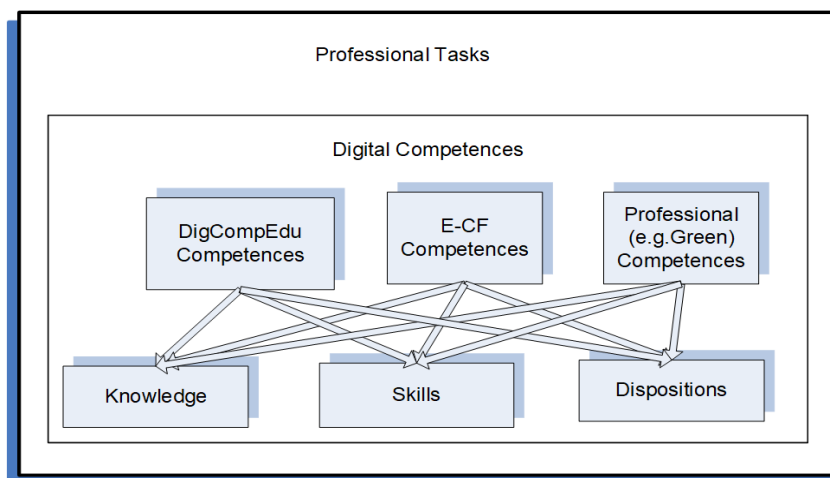 Professional Tasks
Digital Competences
DigCompEdu
Competences
E-CF
Competences
Professional
(e.g.Green)
Competences
Knowledge
Skills
Dispositions